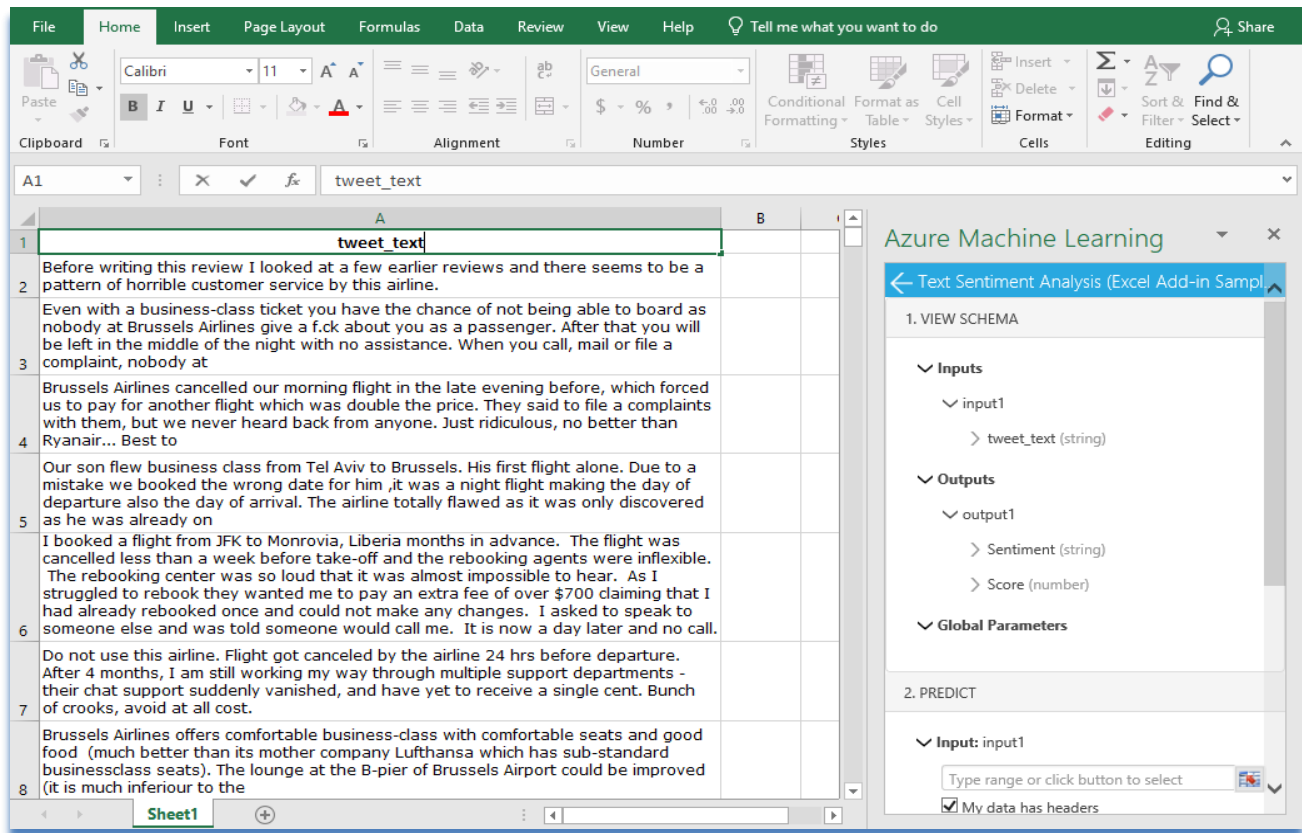 File Home Insert Page Layout Formulas Data Review View Help Tell me what you want to do Share
Paste
Clipboard
Calibri 11 A A
B I U A
Font
ab
Alignment
General
$ % , .00 .00
Number
Conditional Formatting
Format as Table
Cell Styles
Styles
Insert
Delete
Format
Cells
Sort & Filter
Find & Select
Editing
A1 fx tweet_text
A B
1 tweet_text
Before writing this review I looked at a few earlier reviews and there seems to be a
2 pattern of horrible customer service by this airline.
Even with a business-class ticket you have the chance of not being able to board as
nobody at Brussels Airlines give a f.ck about you as a passenger. After that you will
be left in the middle of the night with no assistance. When you call, mail or file a
3 complaint, nobody at
Brussels Airlines cancelled our morning flight in the late evening before, which forced
us to pay for another flight which was double the price. They said to file a complaints
with them, but we never heard back from anyone. Just ridiculous, no better than
4 Ryanair... Best to
Our son flew business class from Tel Aviv to Brussels. His first flight alone. Due to a
mistake we booked the wrong date for him ,it was a night flight making the day of
departure also the day of arrival. The airline totally flawed as it was only discovered
5 as he was already on
I booked a flight from JFK to Monrovia, Liberia months in advance. The flight was
cancelled less than a week before take-off and the rebooking agents were inflexible.
The rebooking center was so loud that it was almost impossible to hear. As I
struggled to rebook they wanted me to pay an extra fee of over $700 claiming that I
had already rebooked once and could not make any changes. I asked to speak to
6 someone else and was told someone would call me. It is now a day later and no call.
Do not use this airline. Flight got canceled by the airline 24 hrs before departure.
After 4 months, I am still working my way through multiple support departments -
their chat support suddenly vanished, and have yet to receive a single cent. Bunch
7 of crooks, avoid at all cost.
Brussels Airlines offers comfortable business-class with comfortable seats and good
food (much better than its mother company Lufthansa which has sub-standard
businessclass seats). The lounge at the B-pier of Brussels Airport could be improved
8 (it is much inferiour to the
Sheet1
Azure Machine Learning
Text Sentiment Analysis (Excel Add-in Sampl
1. VIEW SCHEMA
Inputs
input1
tweet_text (string)
Outputs
output1
Sentiment (string)
Score (number)
Global Parameters
2. PREDICT
Input: input1
Type range or click button to select
My data has headers